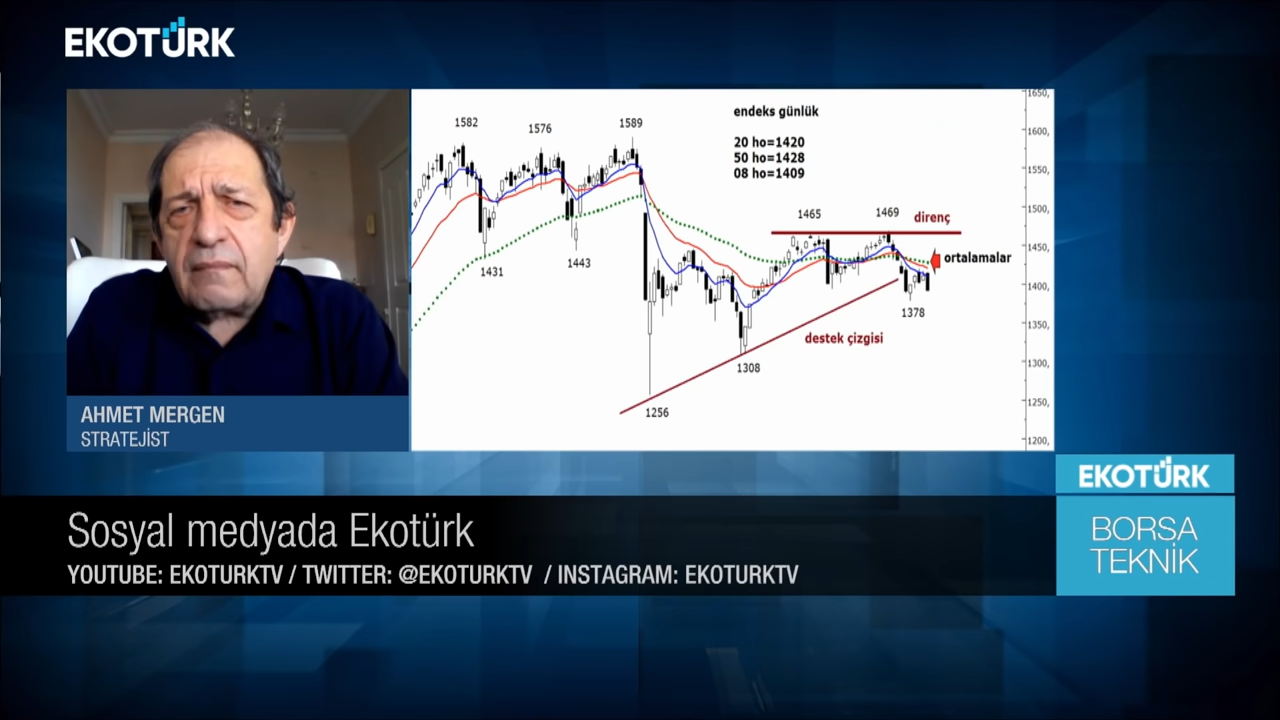 EKOTÜRK
1582
1576
1589
1431
1443
endeks günlük
20 ho=1420
50 ho=1428
08 ho=1409
1465
1469
direnç
ortalamalar
1378
destek çizgisi
1308
1256
1650,
1600,
1550,
1500,
1450,
1400,
1350,
1300,
1250,
1200,
AHMET MERGEN
STRATEJİST
EKOTÜRK
BORSA
TEKNİK
Sosyal medyada Ekotürk
YOUTUBE: EKOTURKTV / TWITTER: @EKOTURKTV / INSTAGRAM: EKOTURKTV